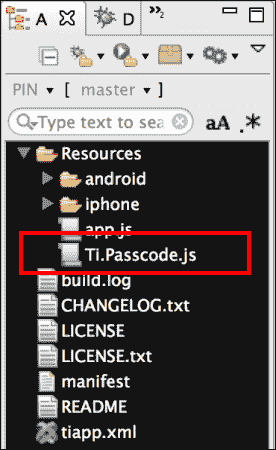 A D »2
PIN [ master ]
Type text to sea aA .*
Resources
android
iphone
app.js
Ti.Passcode.js
build.log
CHANGELOG.txt
LICENSE
LICENSE.txt
manifest
README
tiapp.xml